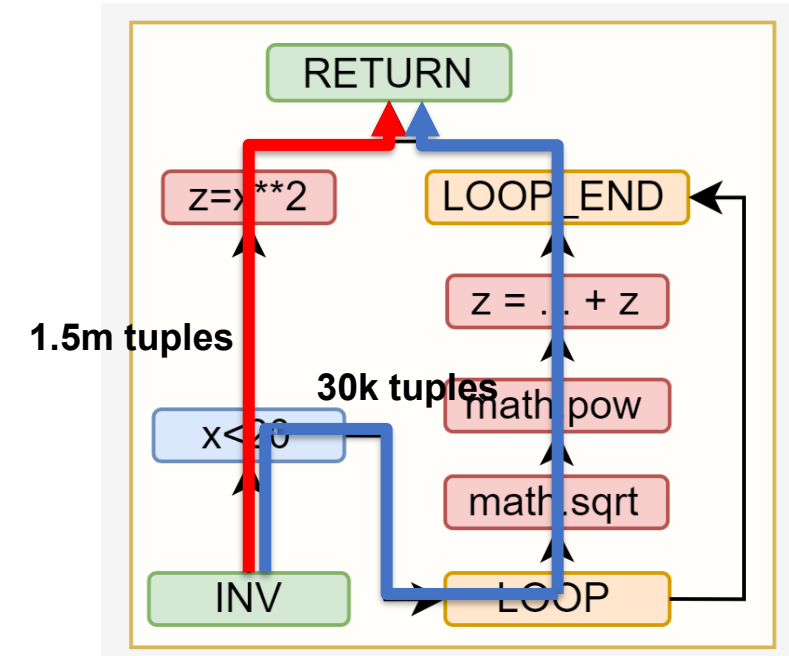 RETURN
z=x**2
LOOP_END
z = ... + z
1.5m tuples
30k tuples
math.pow
x<20
math.sqrt
INV
LOOP